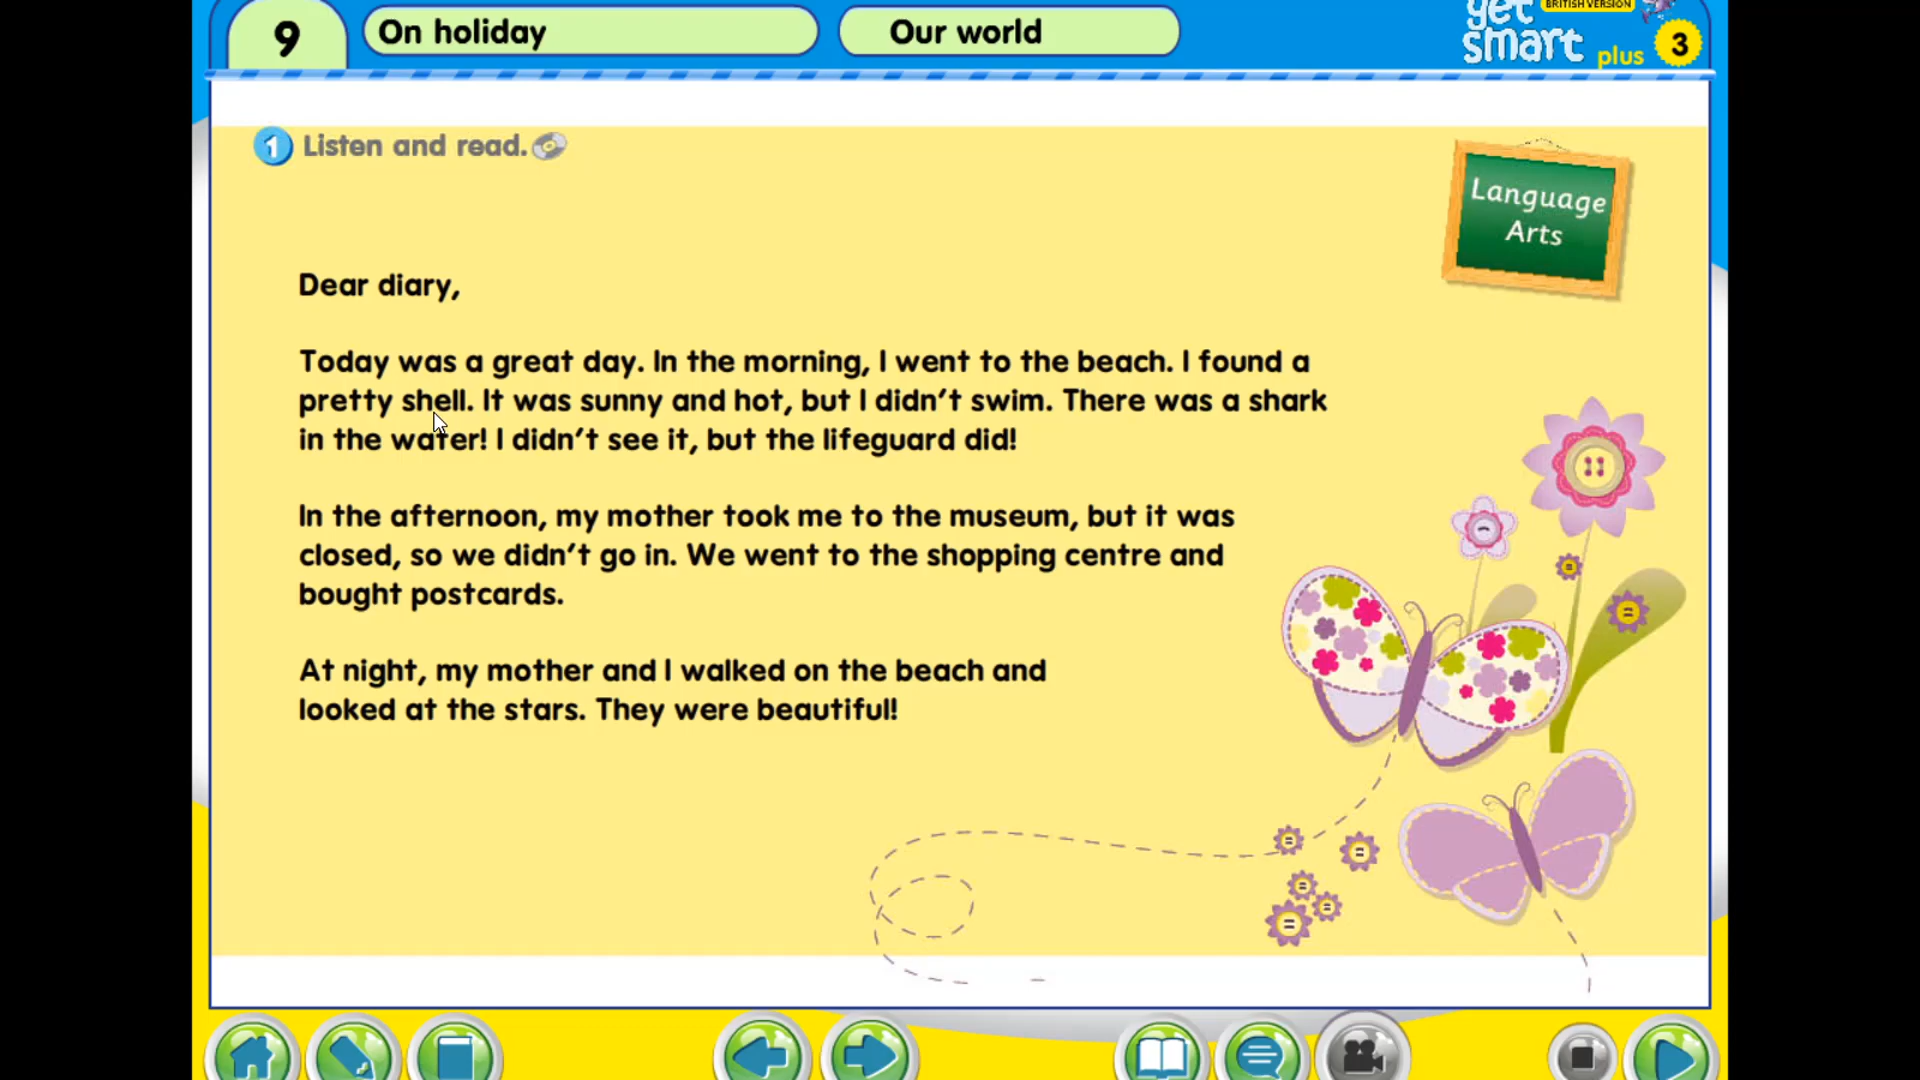 9
On holiday
Our world
get
BRITISH VERSION
smart
plus
3
1
Listen and read.
Language
Arts
Dear diary,
Today was a great day. In the morning, I went to the beach. I found a
pretty shell. It was sunny and hot, but I didn't swim. There was a shark
in the water! I didn't see it, but the lifeguard did!
In the afternoon, my mother took me to the museum, but it was
closed, so we didn't go in. We went to the shopping centre and
bought postcards.
At night, my mother and I walked on the beach and
looked at the stars. They were beautiful!